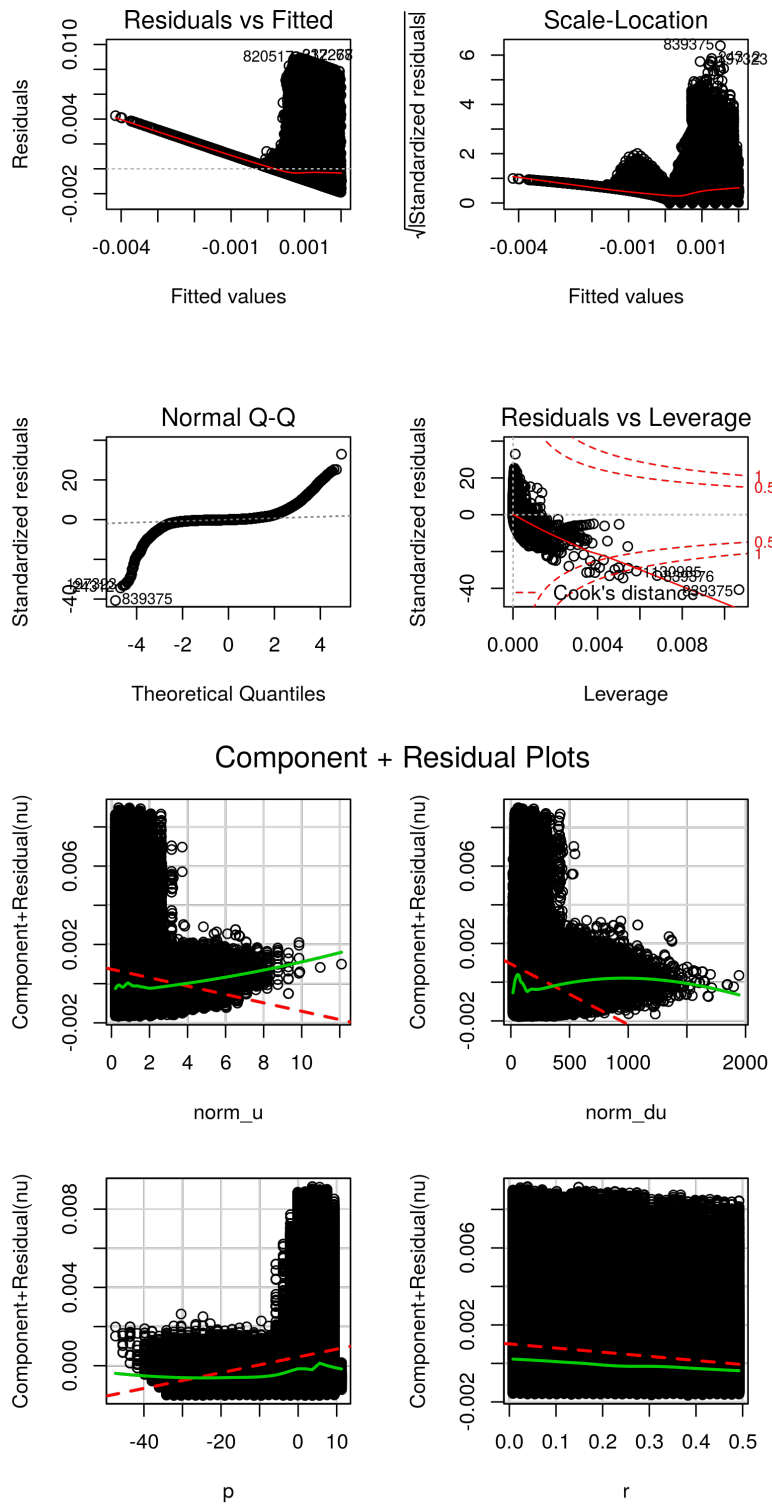 Residuals vs Fitted
Residuals
-0.002 0.004 0.010
820517
-0.004 -0.001 0.001
Fitted values
Scale-Location
√|Standardized residuals|
0 2 4 6
839375
-0.004 -0.001 0.001
Fitted values
Normal Q-Q
Standardized residuals
-40 0 20
839375
-4 -2 0 2 4
Theoretical Quantiles
Residuals vs Leverage
Standardized residuals
-40 0 20
1
0.5
0.5
1
Cook's distance
839376
839375
0.000 0.004 0.008
Leverage
Component + Residual Plots
Component+Residual(nu)
-0.002 0.002 0.006
0 2 4 6 8 10
norm_u
Component+Residual(nu)
-0.002 0.002 0.006
0 500 1000 2000
norm_du
Component+Residual(nu)
0.000 0.004 0.008
-40 -20 0 10
p
Component+Residual(nu)
-0.002 0.002 0.006
0.0 0.1 0.2 0.3 0.4 0.5
r